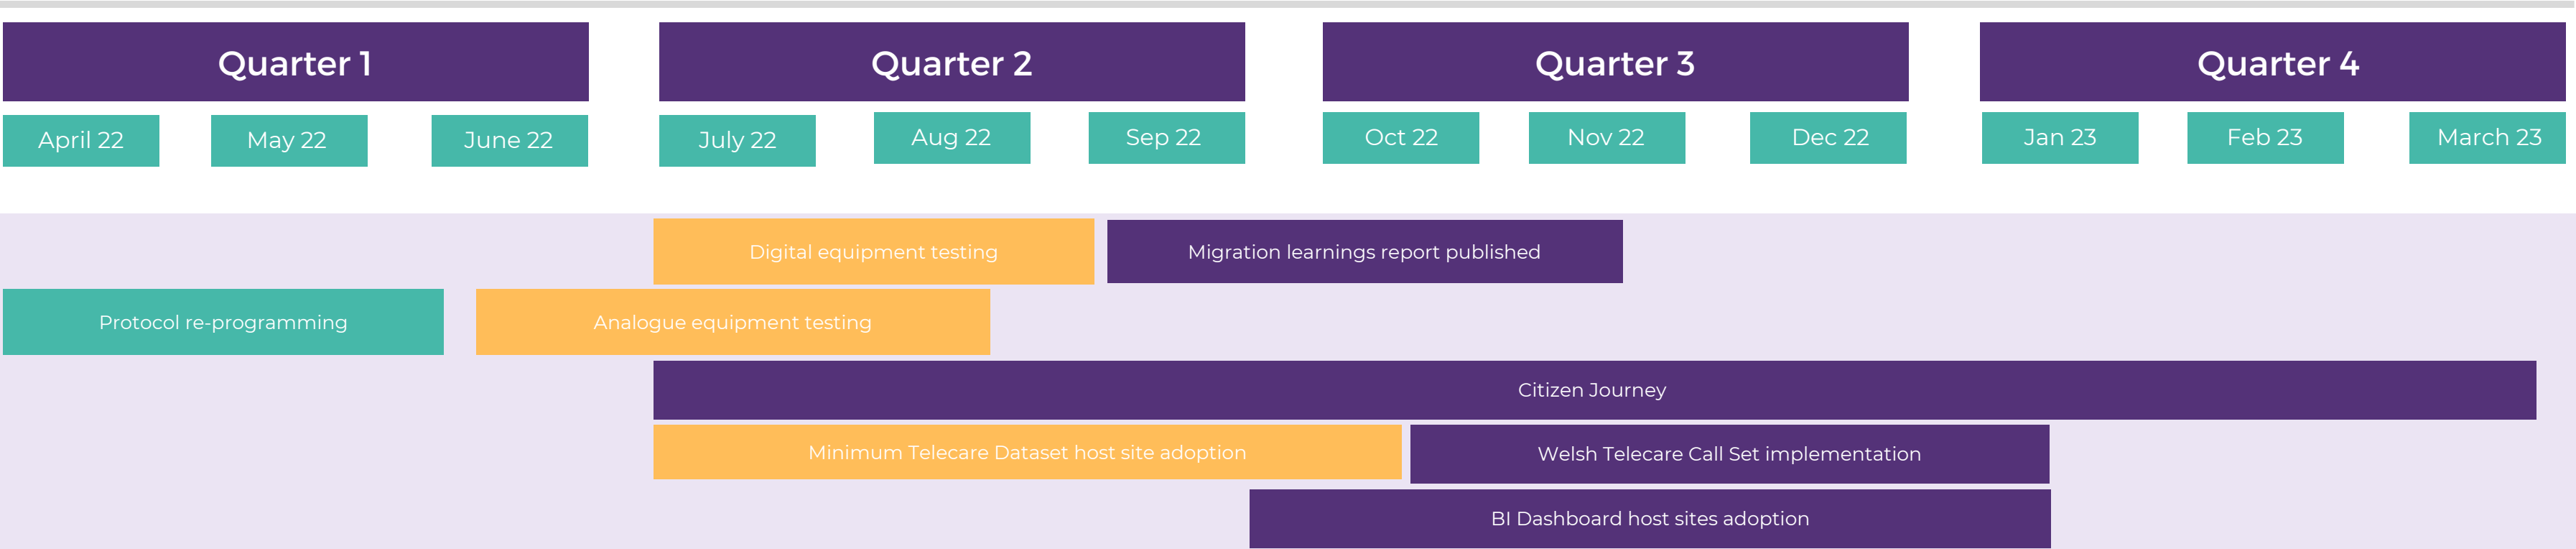 Quarter 1
Quarter 2
Quarter 3
Quarter 4
April 22
May 22
June 22
July 22
Aug 22
Sep 22
Oct 22
Nov 22
Dec 22
Jan 23
Feb 23
March 23
Digital equipment testing
Migration learnings report published
Protocol re-programming
Analogue equipment testing
Citizen Journey
Minimum Telecare Dataset host site adoption
Welsh Telecare Call Set implementation
BI Dashboard host sites adoption